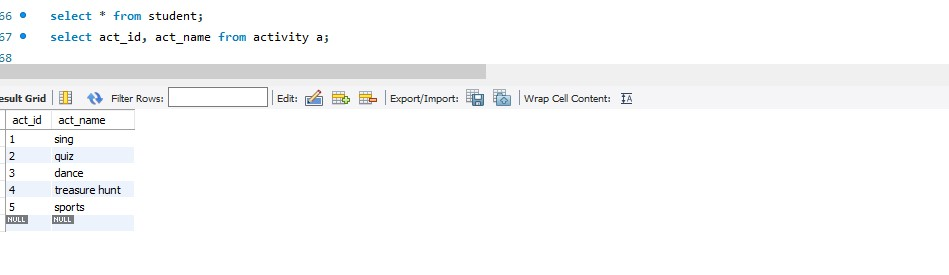 66 select * from student;
67 select act_id, act_name from activity a;
68
esult Grid Filter Rows: Edit: Export/Import: Wrap Cell Content: IA
act_id act_name
1 sing
2 quiz
3 dance
4 treasure hunt
5 sports
NULL NULL